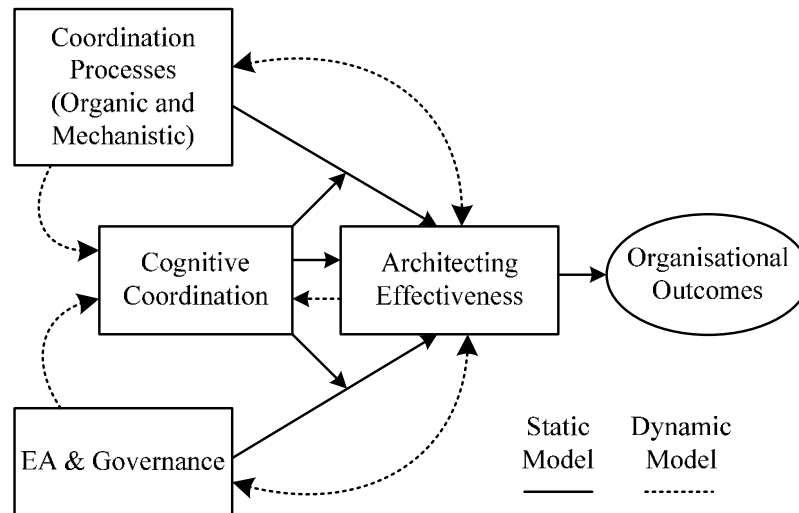 Coordination
Processes
(Organic and
Mechanistic)
Cognitive
Coordination
Architecting
Effectiveness
Organisational
Outcomes
EA & Governance
Static
Model
Dynamic
Model